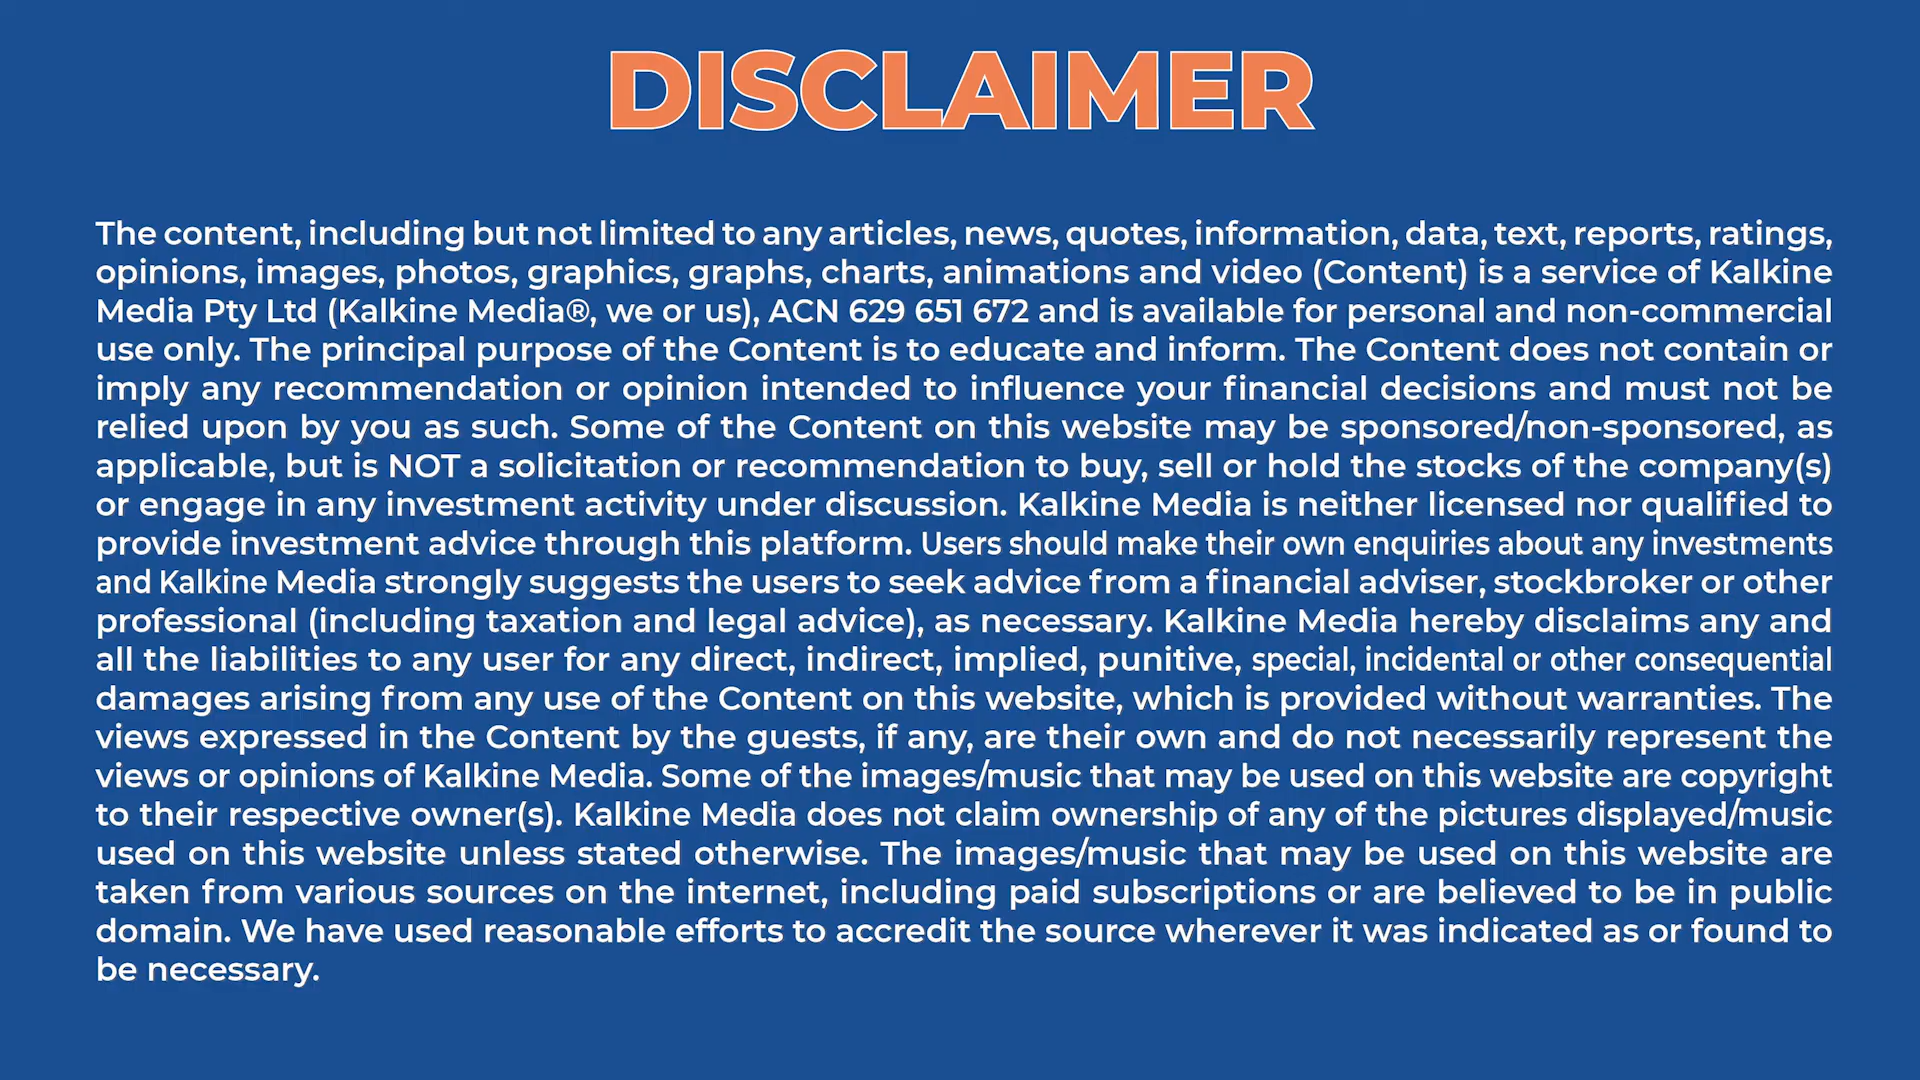 DISCLAIMER
The content, including but not limited to any articles, news, quotes, information, data, text, reports, ratings,
opinions, images, photos, graphics, graphs, charts, animations and video (Content) is a service of Kalkine
Media Pty Ltd (Kalkine Media®, we or us), ACN 629 651 672 and is available for personal and non-commercial
use only. The principal purpose of the Content is to educate and inform. The Content does not contain or
imply any recommendation or opinion intended to influence your financial decisions and must not be
relied upon by you as such. Some of the Content on this website may be sponsored/non-sponsored, as
applicable, but is NOT a solicitation or recommendation to buy, sell or hold the stocks of the company(s)
or engage in any investment activity under discussion. Kalkine Media is neither licensed nor qualified to
provide investment advice through this platform. Users should make their own enquiries about any investments
and Kalkine Media strongly suggests the users to seek advice from a financial adviser, stockbroker or other
professional (including taxation and legal advice), as necessary. Kalkine Media hereby disclaims any and
all the liabilities to any user for any direct, indirect, implied, punitive, special, incidental or other consequential
damages arising from any use of the Content on this website, which is provided without warranties. The
views expressed in the Content by the guests, if any, are their own and do not necessarily represent the
views or opinions of Kalkine Media. Some of the images/music that may be used on this website are copyright
to their respective owner(s). Kalkine Media does not claim ownership of any of the pictures displayed/music
used on this website unless stated otherwise. The images/music that may be used on this website are
taken from various sources on the internet, including paid subscriptions or are believed to be in public
domain. We have used reasonable efforts to accredit the source wherever it was indicated as or found to
be necessary.